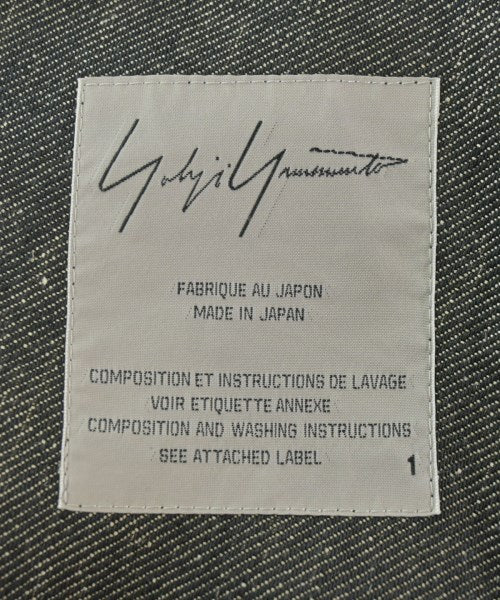 Yohji Yamamoto
FABRIQUE AU JAPON
MADE IN JAPAN
COMPOSITION ET INSTRUCTIONS DE LAVAGE
VOIR ETIQUETTE ANNEXE
COMPOSITION AND WASHING INSTRUCTIONS
SEE ATTACHED LABEL
1